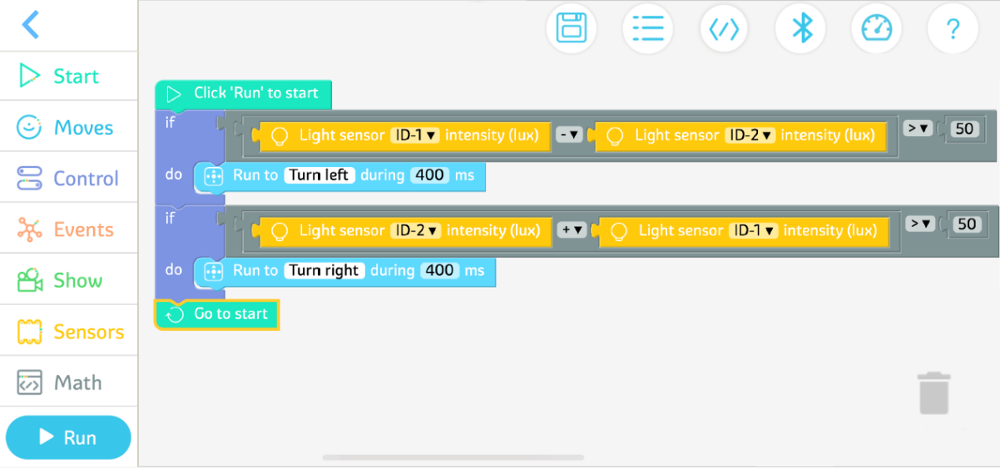 Start
Moves
Control
Events
Show
Sensors
Math
Run
?
Click 'Run' to start
if Light sensor ID-1 ▼ intensity (lux) - ▼ Light sensor ID-2 ▼ intensity (lux) > ▼ 50
do Run to Turn left during 400 ms
if Light sensor ID-2 ▼ intensity (lux) + ▼ Light sensor ID-1 ▼ intensity (lux) > ▼ 50
do Run to Turn right during 400 ms
Go to start